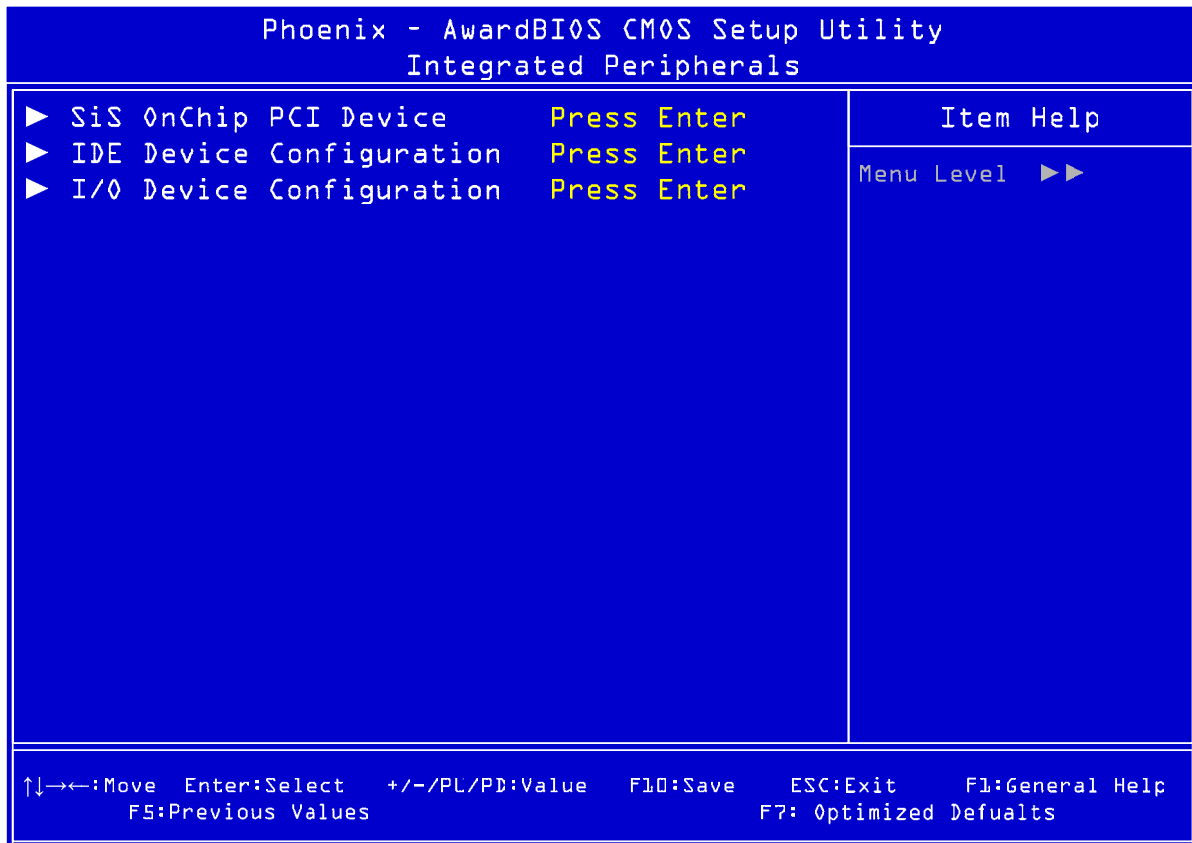 Phoenix - AwardBIOS CMOS Setup Utility
Integrated Peripherals
▶ SiS OnChip PCI Device Press Enter
▶ IDE Device Configuration Press Enter
▶ I/O Device Configuration Press Enter
Item Help
Menu Level ▶▶
↑↓→←:Move Enter:Select +/-/PU/PD:Value F10:Save ESC:Exit F1:General Help
F5:Previous Values F7: Optimized Defualts